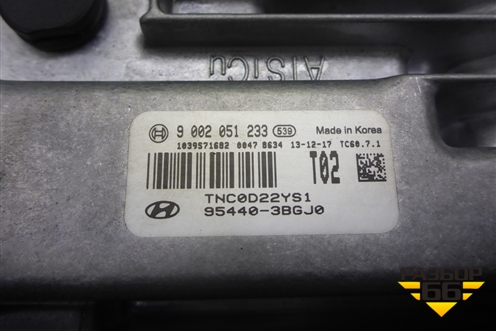 AlSiCu
9 002 051 233 539 Made in Korea
1039S71682 0047 8634 13-12-17 TC60.7.1
T02
TNC0D22YS1
95440-3BGJ0
РАЗБОР
66